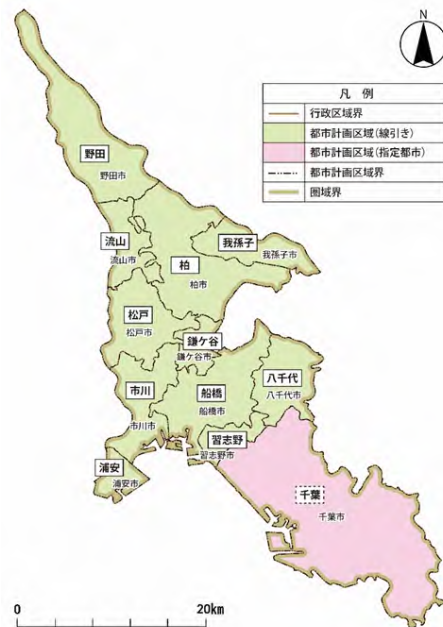 N
凡 例
行政区域界
都市計画区域(線引き)
都市計画区域(指定都市)
都市計画区域界
圏域界
野田
野田市
流山
流山市
柏
柏市
我孫子
我孫子市
松戸
松戸市
鎌ケ谷
鎌ケ谷市
市川
市川市
船橋
船橋市
八千代
八千代市
習志野
習志野市
浦安
浦安市
千葉
千葉市
0 20km